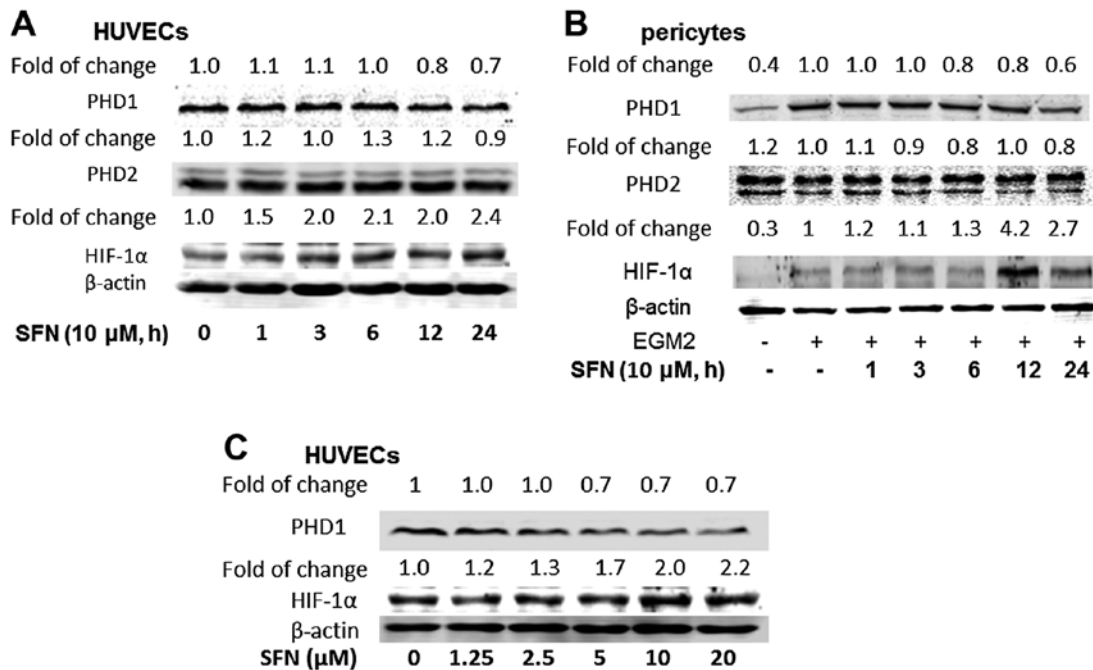 A HUVECs
Fold of change 1.0 1.1 1.1 1.0 0.8 0.7
PHD1
Fold of change 1.0 1.2 1.0 1.3 1.2 0.9
PHD2
Fold of change 1.0 1.5 2.0 2.1 2.0 2.4
HIF-1α
β-actin
SFN (10 µM, h) 0 1 3 6 12 24
B pericytes
Fold of change 0.4 1.0 1.0 1.0 0.8 0.8 0.6
PHD1
Fold of change 1.2 1.0 1.1 0.9 0.8 1.0 0.8
PHD2
Fold of change 0.3 1 1.2 1.1 1.3 4.2 2.7
HIF-1α
β-actin
EGM2 - + + + + + +
SFN (10 µM, h) - - 1 3 6 12 24
C HUVECs
Fold of change 1 1.0 1.0 0.7 0.7 0.7
PHD1
Fold of change 1.0 1.2 1.3 1.7 2.0 2.2
HIF-1α
β-actin
SFN (µM) 0 1.25 2.5 5 10 20